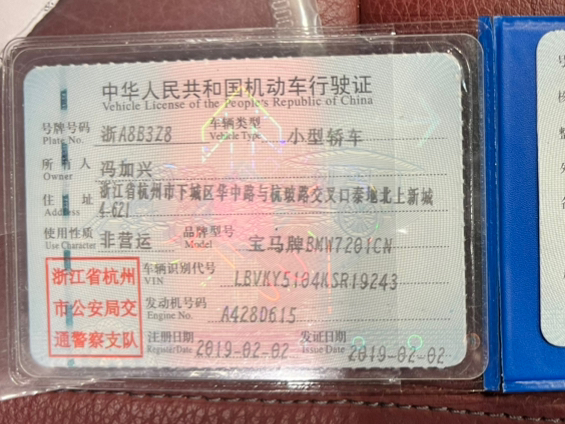 中华人民共和国机动车行驶证
Vehicle License of the People's Republic of China
号牌号码 浙A8B3Z8 车辆类型 小型轿车
Plate No. Vehicle Type
所有人 冯加兴
Owner
住址 浙江省杭州市下城区华中路与杭玻路交叉口泰地北上新城
Address 4-621
使用性质 非营运 品牌型号 宝马牌BMW7201CN
Use Character Model
浙江省杭州 车辆识别代号 LBVKY5104KSR19243
VIN
市公安局交 发动机号码 A428D615
Engine No.
通警察支队 注册日期 2019-02-02 发证日期 2019-02-02
Register Date Issue Date